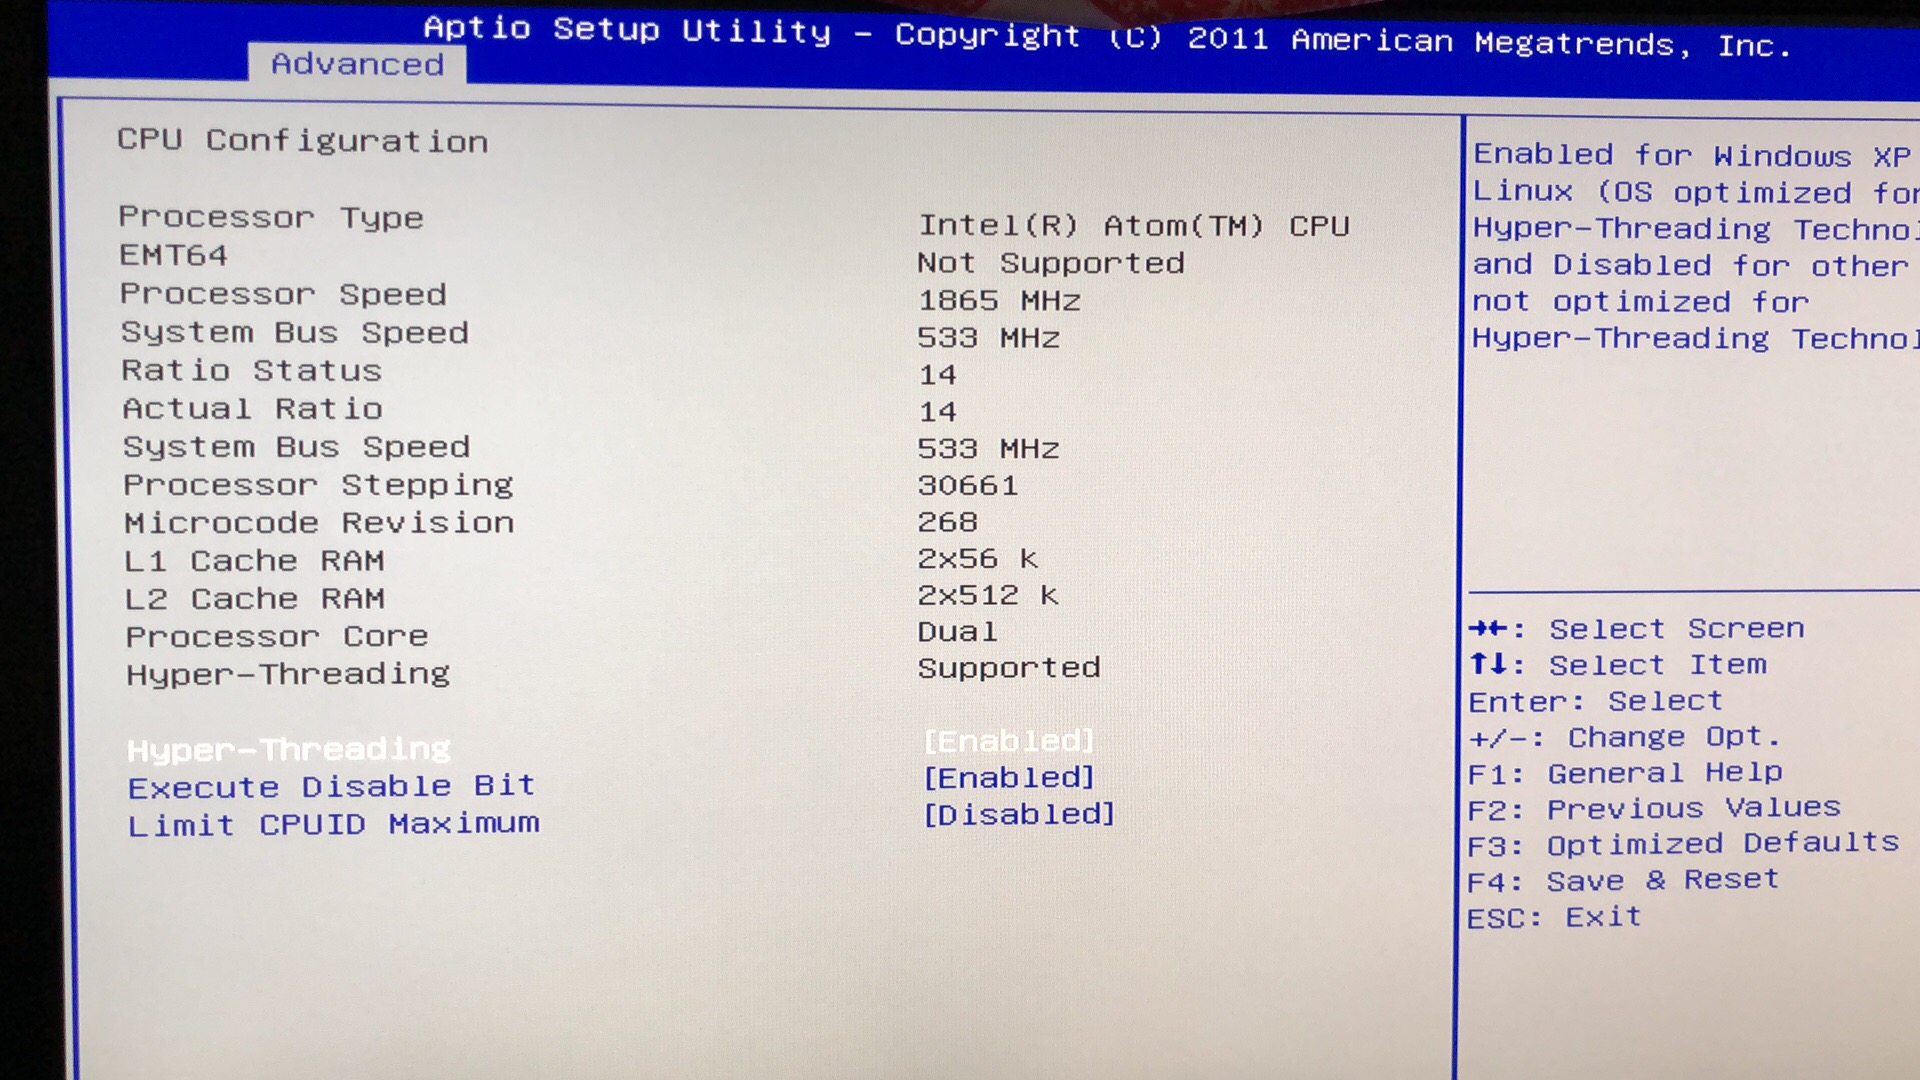 Aptio Setup Utility – Copyright (C) 2011 American Megatrends, Inc.
Advanced
CPU Configuration
Processor Type Intel(R) Atom(TM) CPU
EMT64 Not Supported
Processor Speed 1865 MHz
System Bus Speed 533 MHz
Ratio Status 14
Actual Ratio 14
System Bus Speed 533 MHz
Processor Stepping 30661
Microcode Revision 268
L1 Cache RAM 2x56 k
L2 Cache RAM 2x512 k
Processor Core Dual
Hyper-Threading Supported
Hyper-Threading [Enabled]
Execute Disable Bit [Enabled]
Limit CPUID Maximum [Disabled]
Enabled for Windows XP
Linux (OS optimized for
Hyper-Threading Technol
and Disabled for other
not optimized for
Hyper-Threading Technol
→←: Select Screen
↑↓: Select Item
Enter: Select
+/-: Change Opt.
F1: General Help
F2: Previous Values
F3: Optimized Defaults
F4: Save & Reset
ESC: Exit